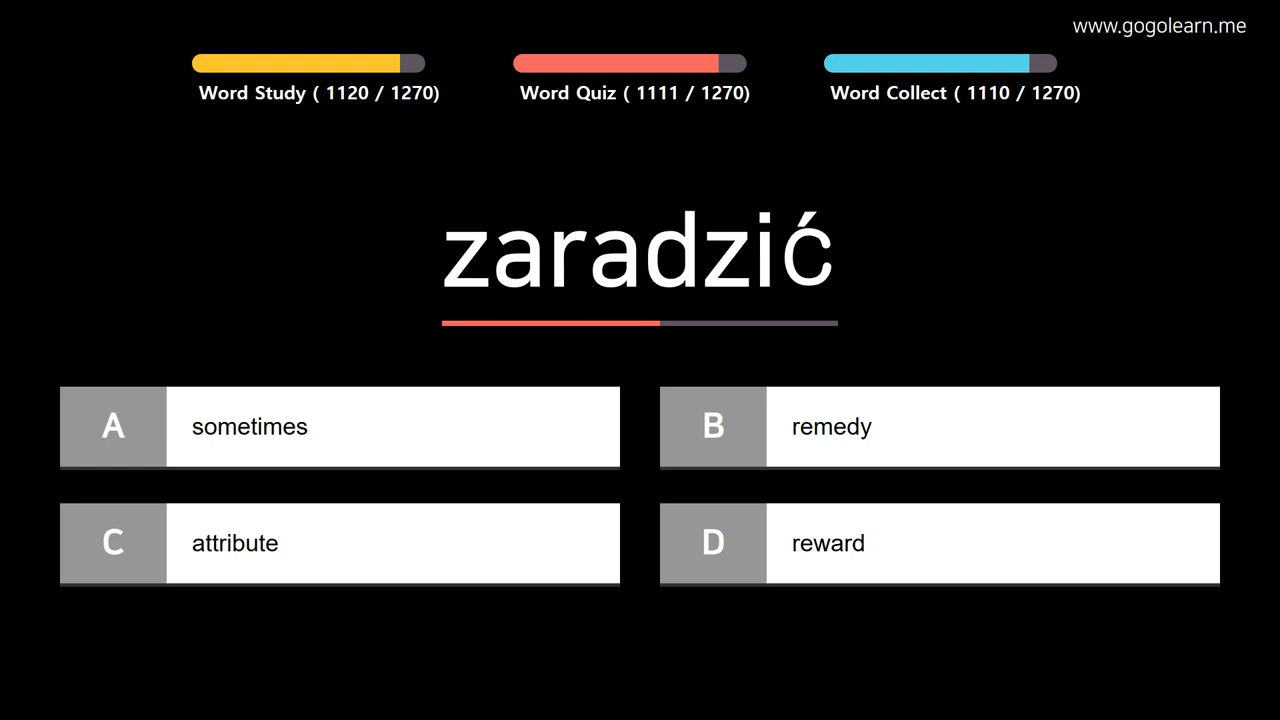 www.gogolearn.me
Word Study ( 1120 / 1270)
Word Quiz ( 1111 / 1270)
Word Collect ( 1110 / 1270)
zaradzić
A sometimes
B remedy
C attribute
D reward